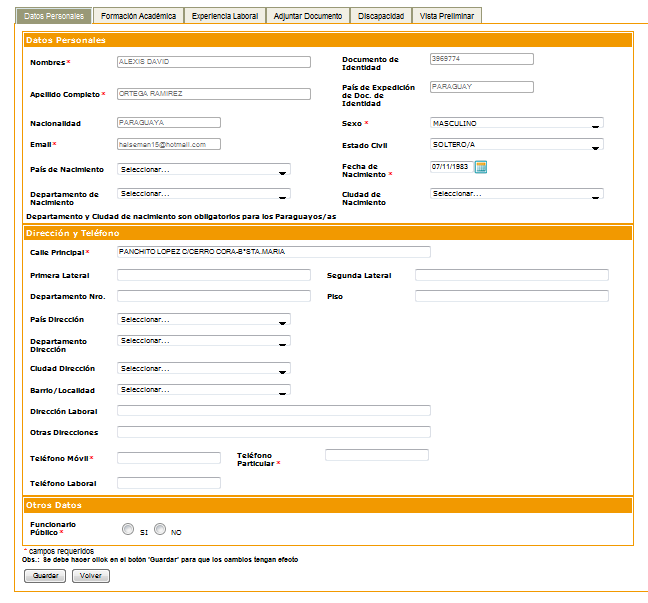 Datos Personales Formación Académica Experiencia Laboral Adjuntar Documento Discapacidad Vista Preliminar
Datos Personales
Nombres * ALEXIS DAVID Documento de Identidad 3969774
Apellido Completo * ORTEGA RAMIREZ País de Expedición de Doc. de Identidad PARAGUAY
Nacionalidad PARAGUAYA Sexo * MASCULINO
Email * heiseman15@hotmail.com Estado Civil SOLTERO/A
País de Nacimiento Seleccionar... Fecha de Nacimiento * 07/11/1983
Departamento de Nacimiento Seleccionar... Ciudad de Nacimiento Seleccionar...
Departamento y Ciudad de nacimiento son obligatorios para los Paraguayos/as
Dirección y Teléfono
Calle Principal * PANCHITO LOPEZ C/CERRO CORA-B*STA.MARIA
Primera Lateral Segunda Lateral
Departamento Nro. Piso
País Dirección Seleccionar...
Departamento Dirección Seleccionar...
Ciudad Dirección Seleccionar...
Barrio/Localidad Seleccionar...
Dirección Laboral
Otras Direcciones
Teléfono Móvil * Teléfono Particular *
Teléfono Laboral
Otros Datos
Funcionario Público * SI NO
* campos requeridos
Obs.: Se debe hacer click en el botón 'Guardar' para que los cambios tengan efecto
Guardar Volver